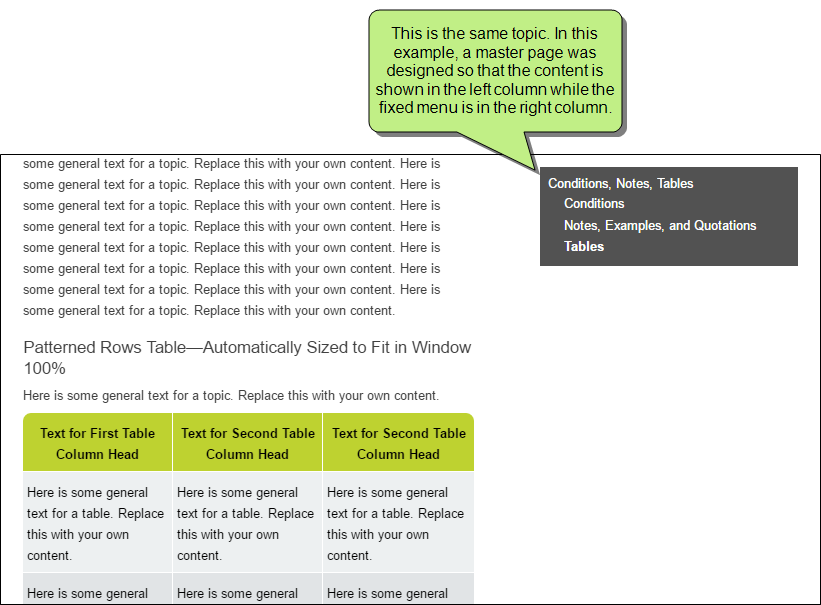 This is the same topic. In this
example, a master page was
designed so that the content is
shown in the left column while the
fixed menu is in the right column.
some general text for a topic. Replace this with your own content. Here is
some general text for a topic. Replace this with your own content. Here is
some general text for a topic. Replace this with your own content. Here is
some general text for a topic. Replace this with your own content. Here is
some general text for a topic. Replace this with your own content. Here is
some general text for a topic. Replace this with your own content. Here is
some general text for a topic. Replace this with your own content. Here is
some general text for a topic. Replace this with your own content.
Conditions, Notes, Tables
Conditions
Notes, Examples, and Quotations
Tables
Patterned Rows Table—Automatically Sized to Fit in Window
100%
Here is some general text for a topic. Replace this with your own content.
Text for First Table Text for Second Table Text for Second Table
Column Head Column Head Column Head
Here is some general Here is some general Here is some general
text for a table. Replace text for a table. Replace text for a table. Replace
this with your own this with your own this with your own
content. content. content.
Here is some general Here is some general Here is some general